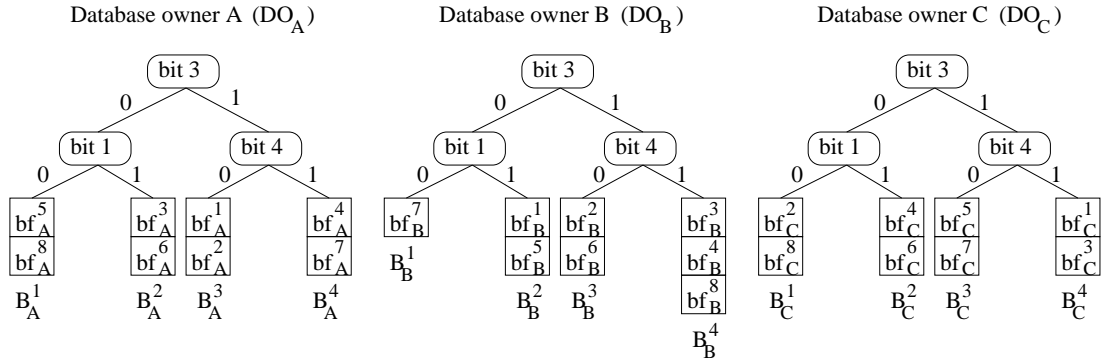 Database owner A (DO_A) Database owner B (DO_B) Database owner C (DO_C)
bit 3 bit 3 bit 3
0 1 0 1 0 1
bit 1 bit 4 bit 1 bit 4 bit 1 bit 4
0 1 0 1 0 1 0 1 0 1 0 1
bf_A^5 bf_A^3 bf_A^1 bf_A^4 bf_B^7 bf_B^1 bf_B^2 bf_B^3 bf_C^2 bf_C^4 bf_C^5 bf_C^1
bf_A^8 bf_A^6 bf_A^2 bf_A^7 bf_B^5 bf_B^6 bf_B^4 bf_C^8 bf_C^6 bf_C^7 bf_C^3
B_B^1 bf_B^8
B_A^1 B_A^2 B_A^3 B_A^4 B_B^2 B_B^3 B_C^1 B_C^2 B_C^3 B_C^4
B_B^4